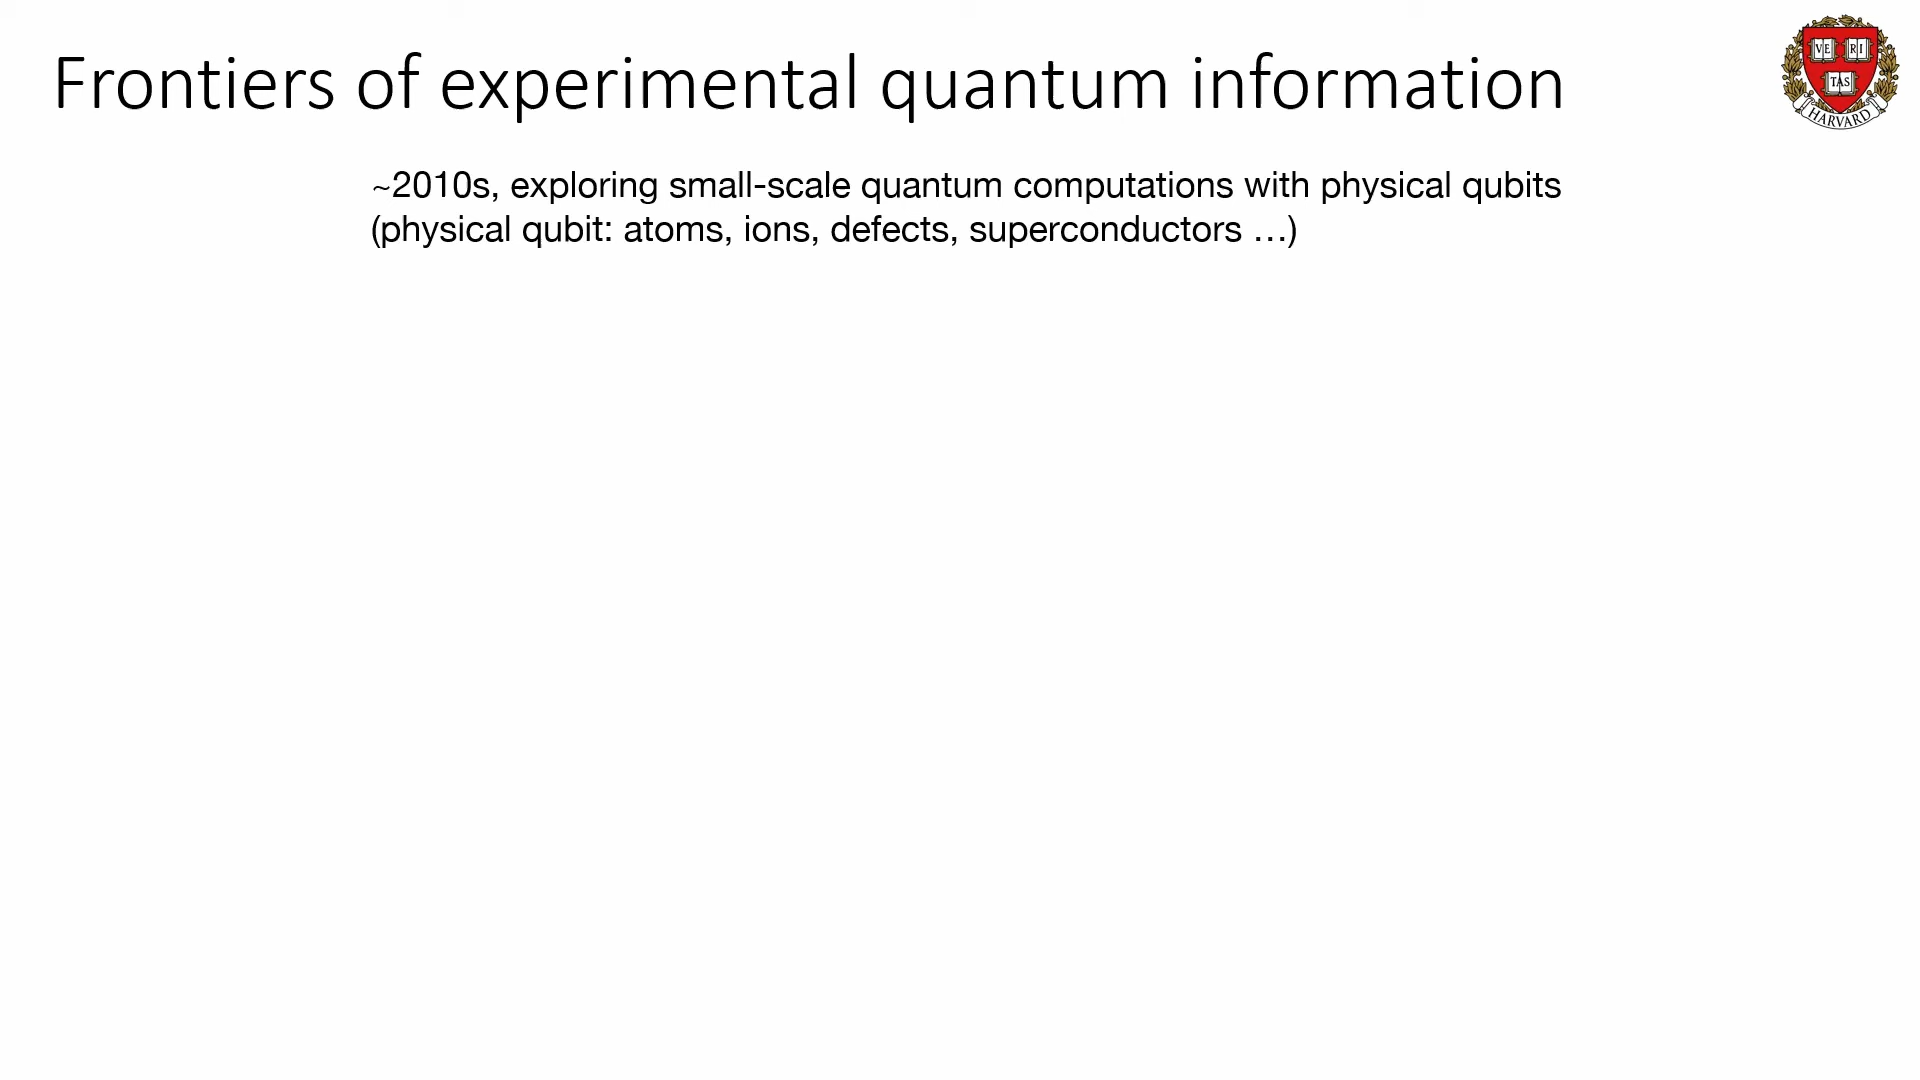 Frontiers of experimental quantum information
VE RI
TAS
HARVARD
~2010s, exploring small-scale quantum computations with physical qubits
(physical qubit: atoms, ions, defects, superconductors …)